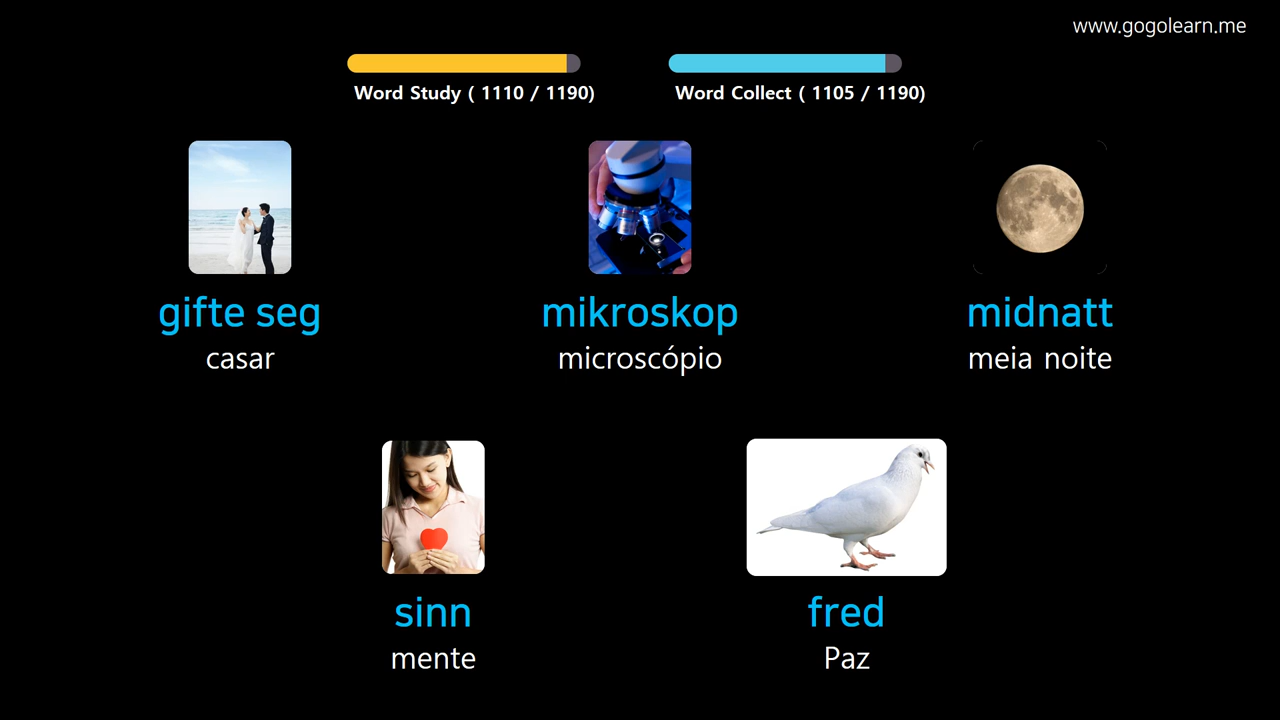 www.gogolearn.me
Word Study ( 1110 / 1190)
Word Collect ( 1105 / 1190)
gifte seg
casar
mikroskop
microscópio
midnatt
meia noite
sinn
mente
fred
Paz